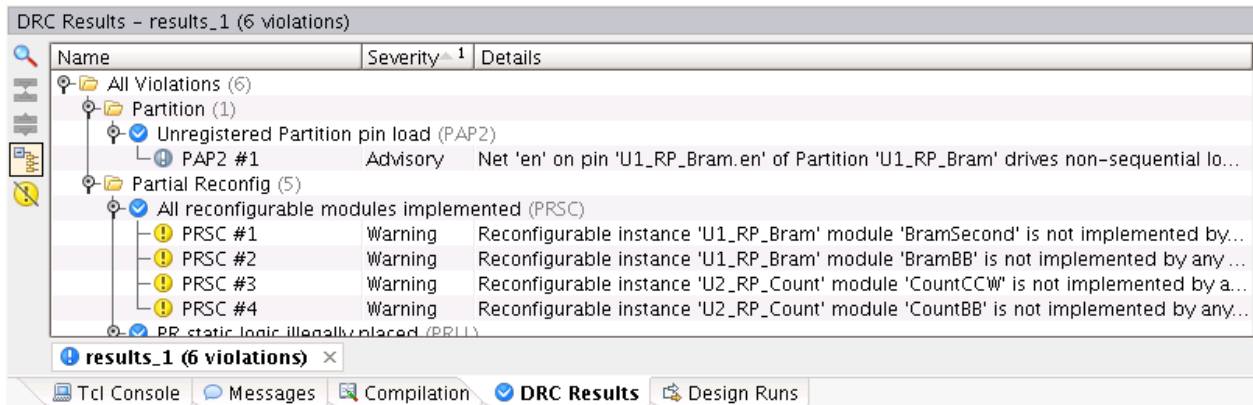 DRC Results – results_1 (6 violations)
Name Severity 1 Details
All Violations (6)
Partition (1)
Unregistered Partition pin load (PAP2)
PAP2 #1 Advisory Net 'en' on pin 'U1_RP_Bram.en' of Partition 'U1_RP_Bram' drives non-sequential lo...
Partial Reconfig (5)
All reconfigurable modules implemented (PRSC)
PRSC #1 Warning Reconfigurable instance 'U1_RP_Bram' module 'BramSecond' is not implemented by...
PRSC #2 Warning Reconfigurable instance 'U1_RP_Bram' module 'BramBB' is not implemented by any ...
PRSC #3 Warning Reconfigurable instance 'U2_RP_Count' module 'CountCCW' is not implemented by a...
PRSC #4 Warning Reconfigurable instance 'U2_RP_Count' module 'CountBB' is not implemented by any...
PR static logic illegally placed
results_1 (6 violations) ×
Tcl Console Messages Compilation DRC Results Design Runs